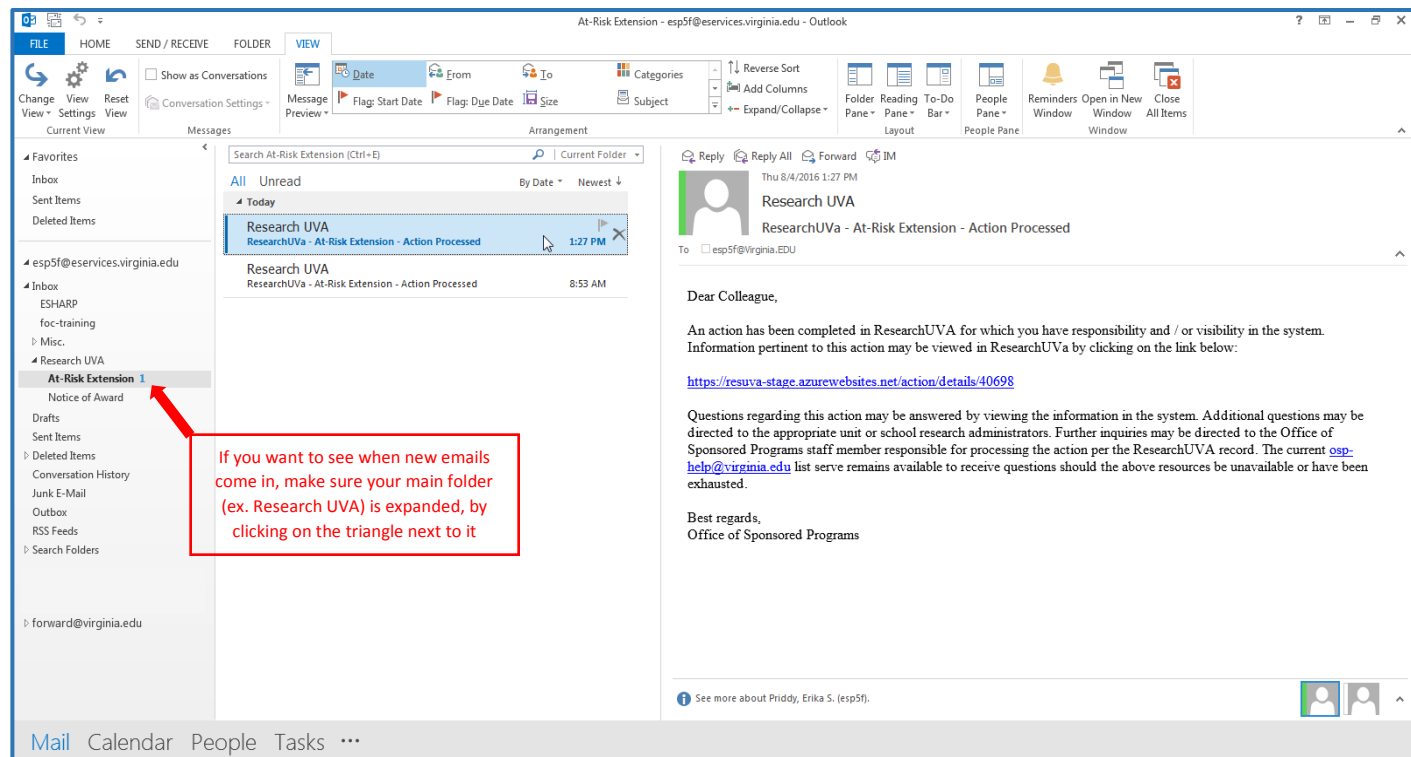 At-Risk Extension - esp5f@eservices.virginia.edu - Outlook
FILE HOME SEND / RECEIVE FOLDER VIEW
Change View
View Settings
Reset View
Current View
Show as Conversations
Conversation Settings
Messages
Message Preview
Date From To Categories
Flag: Start Date Flag: Due Date Size Subject
Arrangement
Reverse Sort
Add Columns
Expand/Collapse
Folder Pane
Reading Pane
To-Do Bar
Layout
People Pane
People Pane
Reminders Window
Open in New Window
Close All Items
Window
Favorites
Inbox
Sent Items
Deleted Items
esp5f@eservices.virginia.edu
Inbox
ESHARP
foc-training
Misc.
Research UVA
At-Risk Extension 1
Notice of Award
Drafts
Sent Items
Deleted Items
Conversation History
Junk E-Mail
Outbox
RSS Feeds
Search Folders
forward@virginia.edu
Search At-Risk Extension (Ctrl+E) Current Folder
All Unread By Date Newest ↓
Today
Research UVA
ResearchUVa - At-Risk Extension - Action Processed 1:27 PM
Research UVA
ResearchUVa - At-Risk Extension - Action Processed 8:53 AM
If you want to see when new emails
come in, make sure your main folder
(ex. Research UVA) is expanded, by
clicking on the triangle next to it
Reply Reply All Forward IM
Thu 8/4/2016 1:27 PM
Research UVA
ResearchUVa - At-Risk Extension - Action Processed
To esp5f@Virginia.EDU
Dear Colleague,
An action has been completed in ResearchUVA for which you have responsibility and / or visibility in the system.
Information pertinent to this action may be viewed in ResearchUVa by clicking on the link below:
https://resuva-stage.azurewebsites.net/action/details/40698
Questions regarding this action may be answered by viewing the information in the system. Additional questions may be
directed to the appropriate unit or school research administrators. Further inquiries may be directed to the Office of
Sponsored Programs staff member responsible for processing the action per the ResearchUVA record. The current osp-
help@virginia.edu list serve remains available to receive questions should the above resources be unavailable or have been
exhausted.
Best regards,
Office of Sponsored Programs
See more about Priddy, Erika S. (esp5f).
Mail Calendar People Tasks •••